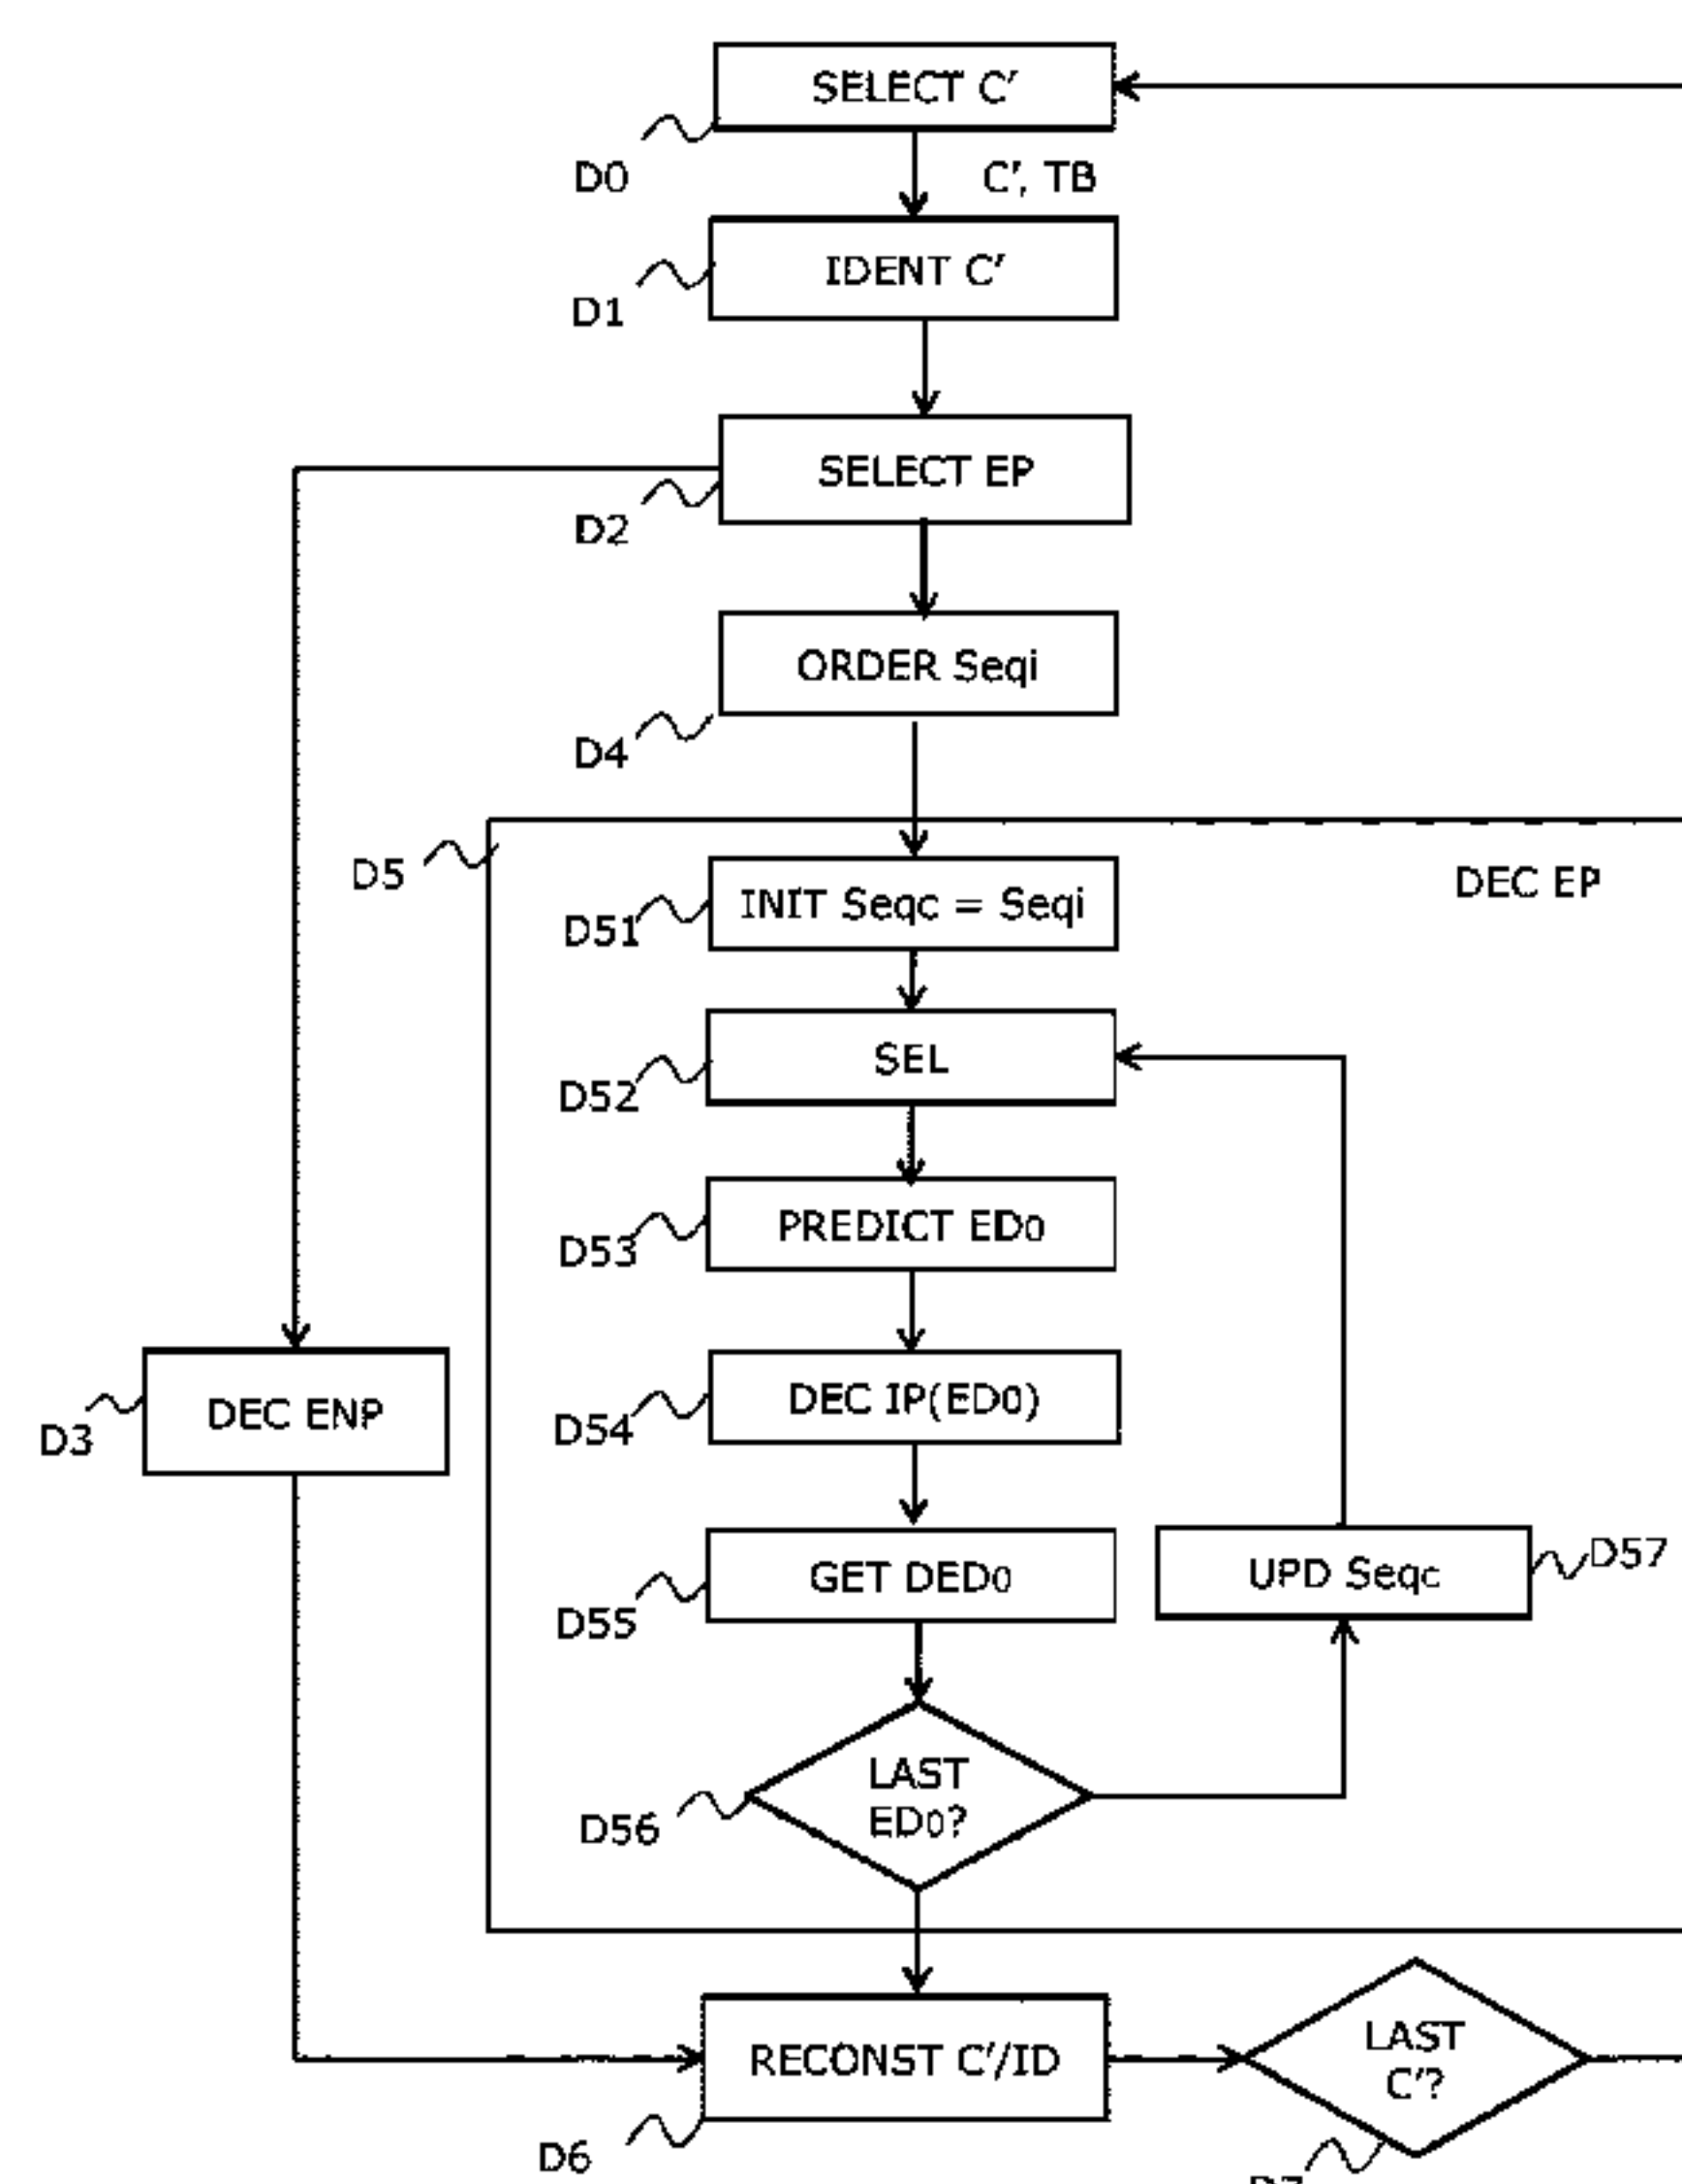 SELECT C'
D0
C', TB
IDENT C'
D1
SELECT EP
D2
ORDER Seqi
D4
D5
DEC EP
INIT Seqc = Seqi
D51
SEL
D52
PREDICT ED0
D53
DEC IP(ED0)
D54
DEC ENP
D3
GET DED0
D55
UPD Seqc
D57
LAST
ED0?
D56
RECONST C'/ID
D6
LAST
C'?